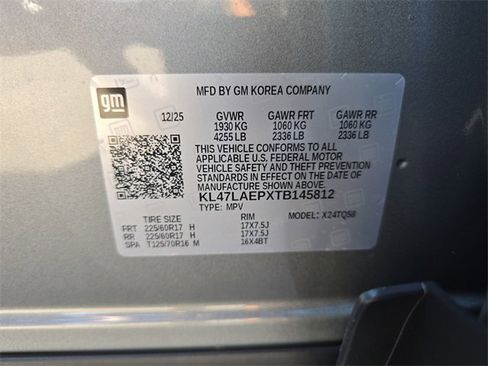 gm
MFD BY GM KOREA COMPANY
12/25 GVWR GAWR FRT GAWR RR
1930 KG 1060 KG 1060 KG
4255 LB 2336 LB 2336 LB
THIS VEHICLE CONFORMS TO ALL
APPLICABLE U.S. FEDERAL MOTOR
VEHICLE SAFETY AND THEFT PREVENTION
STANDARDS IN EFFECT ON THE DATE OF
MANUFACTURE SHOWN ABOVE.
KL47LAEPXTB145812
TYPE: MPV MODEL: X24TQ58
TIRE SIZE RIM
FRT 225/60R17 H 17X7.5J
RR 225/60R17 H 17X7.5J
SPA T125/70R16 M 16X4BT